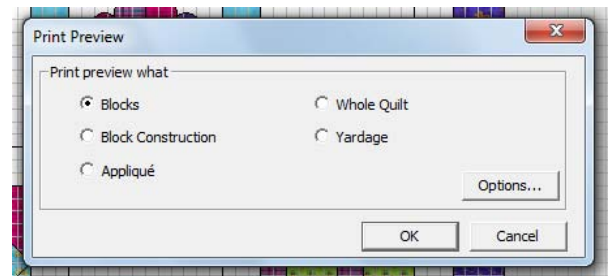 Print Preview
Print preview what
Blocks
Whole Quilt
Block Construction
Yardage
Appliqué
Options...
OK
Cancel